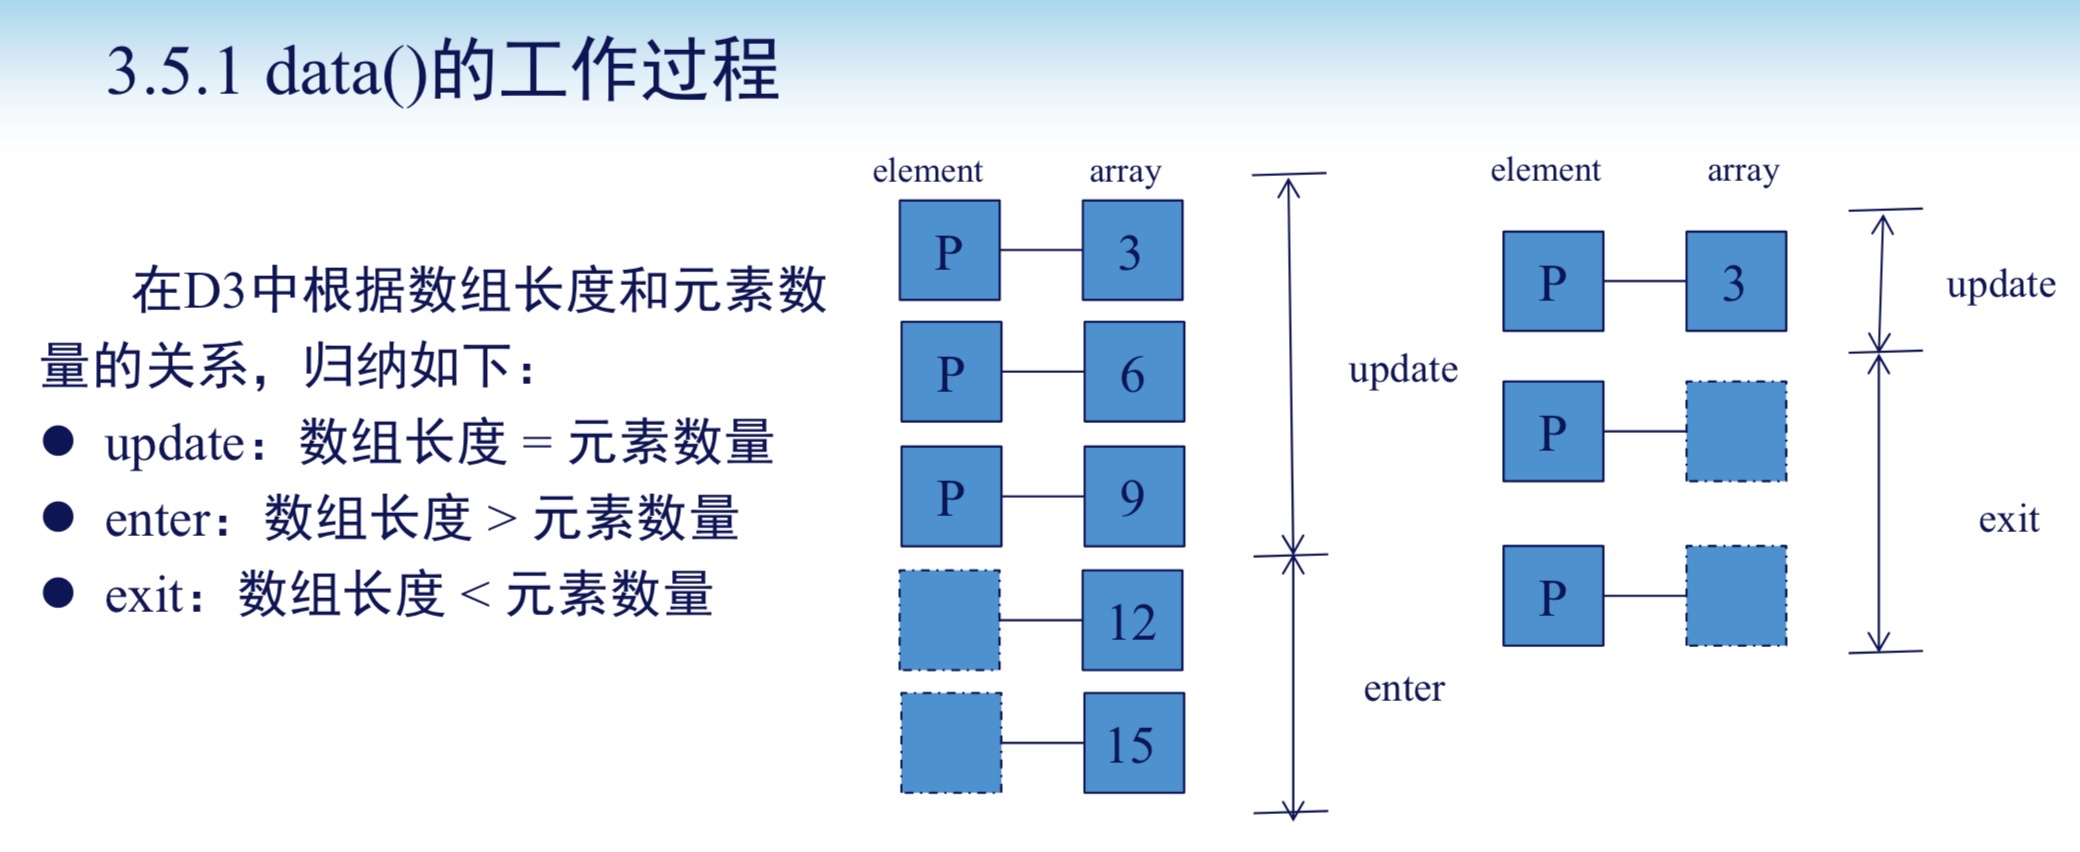 3.5.1 data()的工作过程
在D3中根据数组长度和元素数
量的关系，归纳如下：
● update：数组长度 = 元素数量
● enter：数组长度 > 元素数量
● exit：数组长度 < 元素数量
element array
P 3
P 6
P 9
12
15
update
enter
element array
P 3
P
P
update
exit